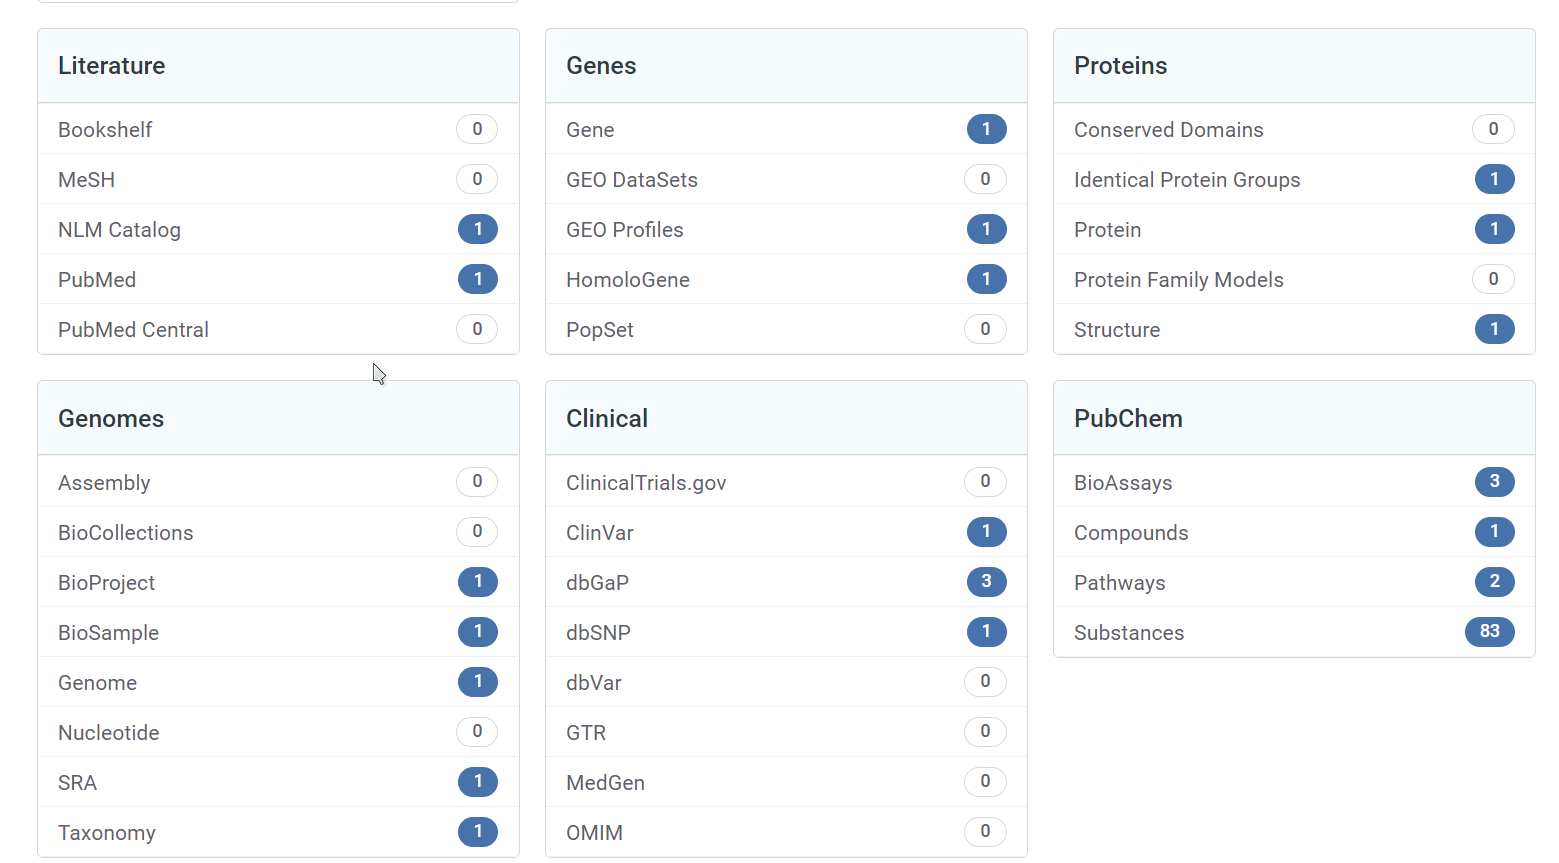 Literature
Bookshelf 0
MeSH 0
NLM Catalog 1
PubMed 1
PubMed Central 0
Genes
Gene 1
GEO DataSets 0
GEO Profiles 1
HomoloGene 1
PopSet 0
Proteins
Conserved Domains 0
Identical Protein Groups 1
Protein 1
Protein Family Models 0
Structure 1
Genomes
Assembly 0
BioCollections 0
BioProject 1
BioSample 1
Genome 1
Nucleotide 0
SRA 1
Taxonomy 1
Clinical
ClinicalTrials.gov 0
ClinVar 1
dbGaP 3
dbSNP 1
dbVar 0
GTR 0
MedGen 0
OMIM 0
PubChem
BioAssays 3
Compounds 1
Pathways 2
Substances 83